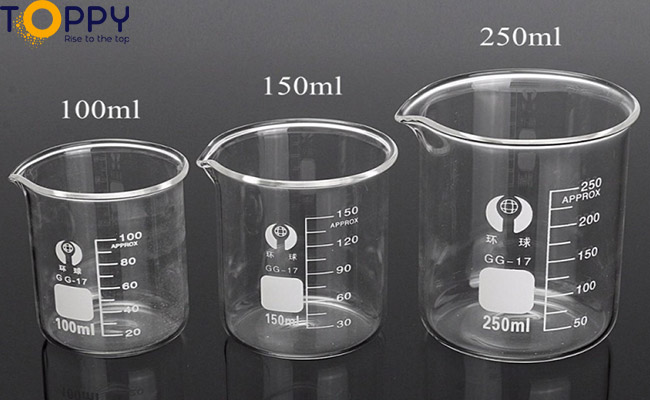 TOPPY
Rise to the top
100ml
150ml
250ml
环 球
GG-17
100ml
100
APPROX
80
60
40
20
环 球
GG-17
150ml
150
APPROX
120
90
60
30
环 球
GG-17
250ml
250
APPROX
200
150
100
50